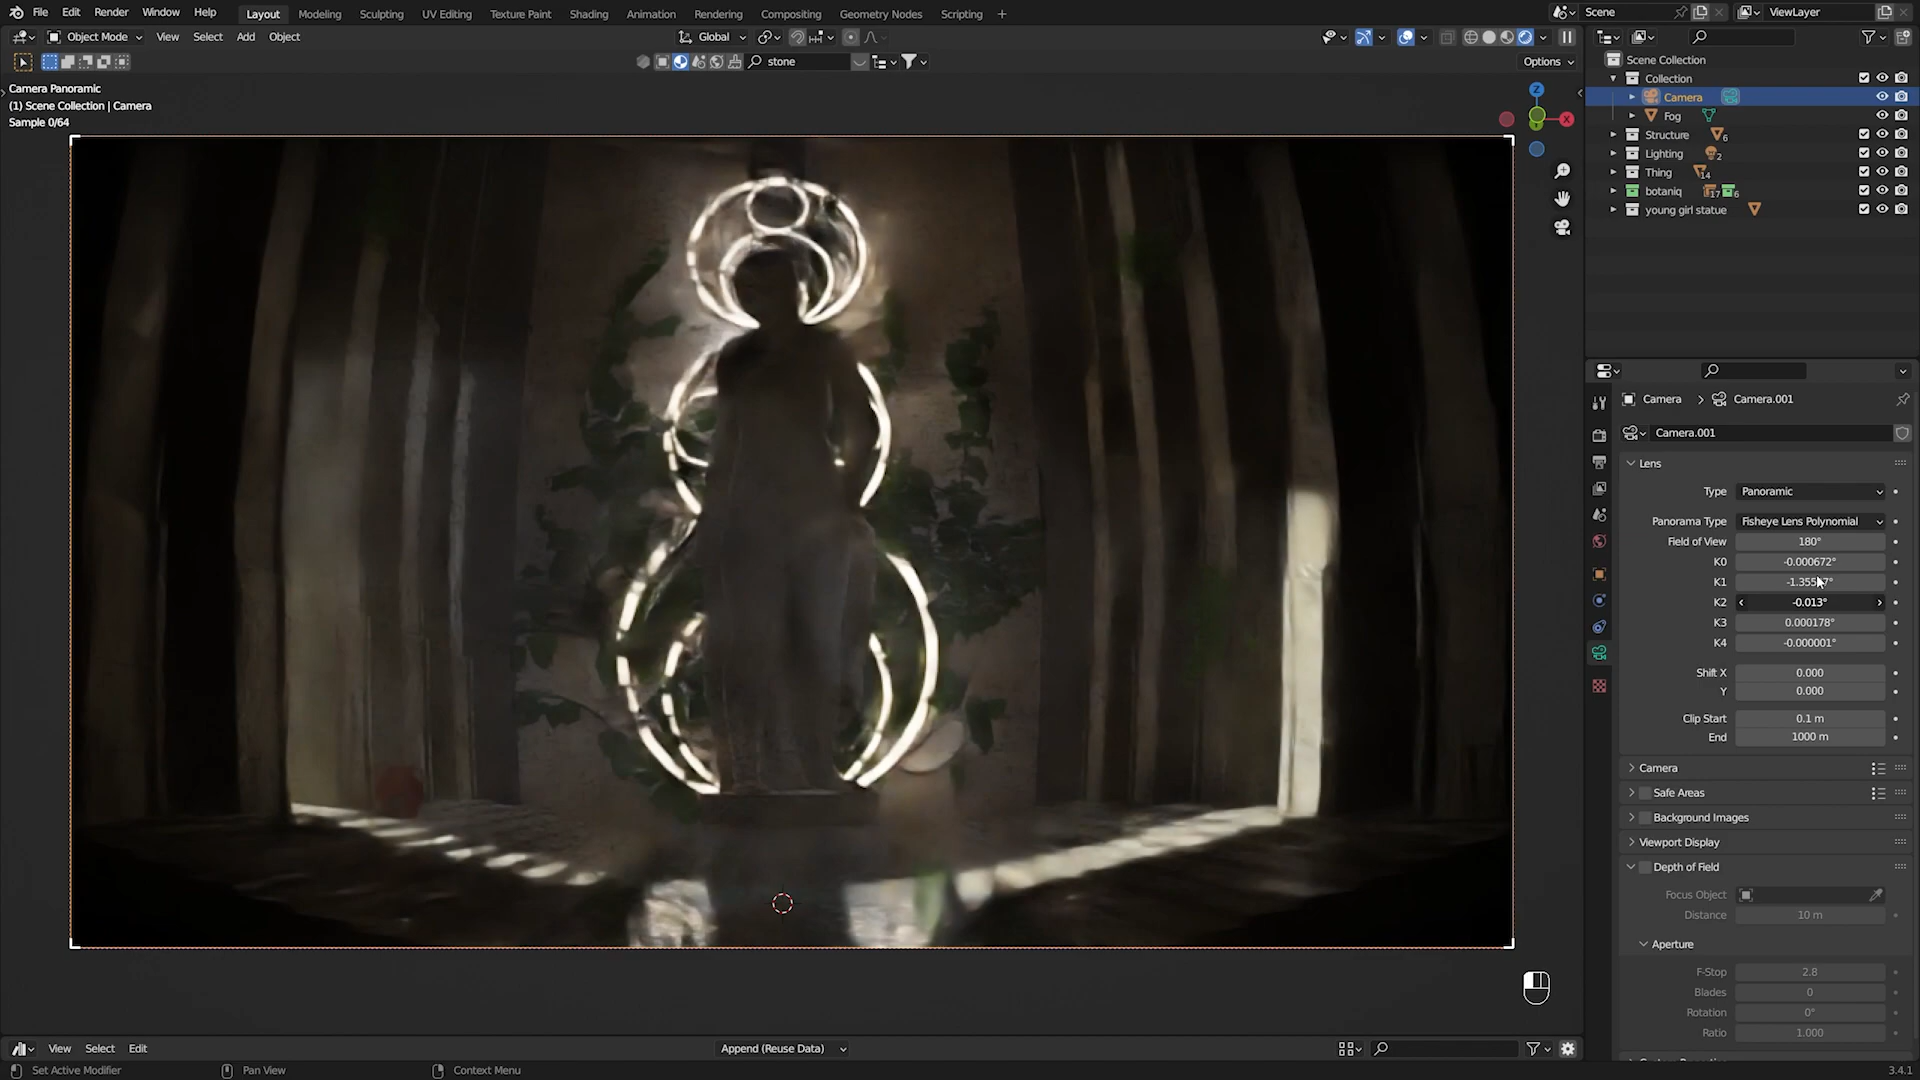 File Edit Render Window Help Layout Modeling Sculpting UV Editing Texture Paint Shading Animation Rendering Compositing Geometry Nodes Scripting + Scene ViewLayer
Object Mode View Select Add Object Global
stone Options
Camera Panoramic
(1) Scene Collection | Camera
Sample 0/64
Z
X
Scene Collection
Collection
Camera
Fog
Structure 6
Lighting 2
Thing 14
botaniq 17 6
young girl statue
Camera > Camera.001
Camera.001
Lens
Type Panoramic
Panorama Type Fisheye Lens Polynomial
Field of View 180°
K0 -0.000672°
K1
K2 -0.013°
K3 0.000178°
K4 -0.000001°
Shift X 0.000
Y 0.000
Clip Start 0.1 m
End 1000 m
Camera
Safe Areas
Background Images
Viewport Display
Depth of Field
Focus Object
Distance 10 m
Aperture
F-Stop 2.8
Blades 0
Rotation 0°
Ratio 1.000
View Select Edit Append (Reuse Data)
Set Active Modifier Pan View Context Menu 3.4.1